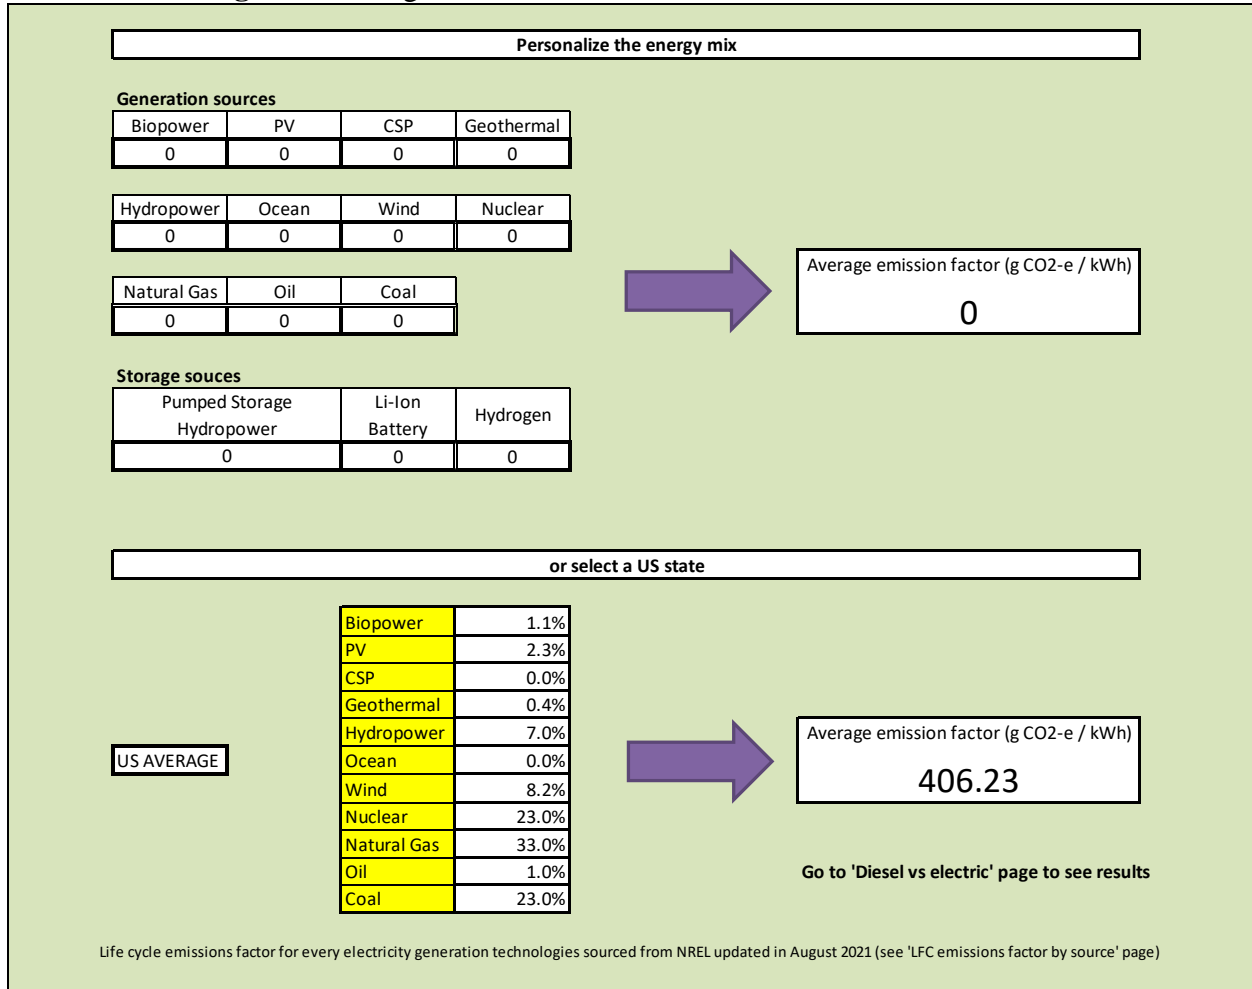 Personalize the energy mix
Generation sources
Biopower PV CSP Geothermal
0 0 0 0
Hydropower Ocean Wind Nuclear
0 0 0 0
Average emission factor (g CO2-e / kWh)
0
Natural Gas Oil Coal
0 0 0
Storage souces
Pumped Storage Hydropower Li-Ion Battery Hydrogen
0 0 0
or select a US state
US AVERAGE
Biopower 1.1%
PV 2.3%
CSP 0.0%
Geothermal 0.4%
Hydropower 7.0%
Ocean 0.0%
Wind 8.2%
Nuclear 23.0%
Natural Gas 33.0%
Oil 1.0%
Coal 23.0%
Average emission factor (g CO2-e / kWh)
406.23
Go to 'Diesel vs electric' page to see results
Life cycle emissions factor for every electricity generation technologies sourced from NREL updated in August 2021 (see 'LFC emissions factor by source' page)